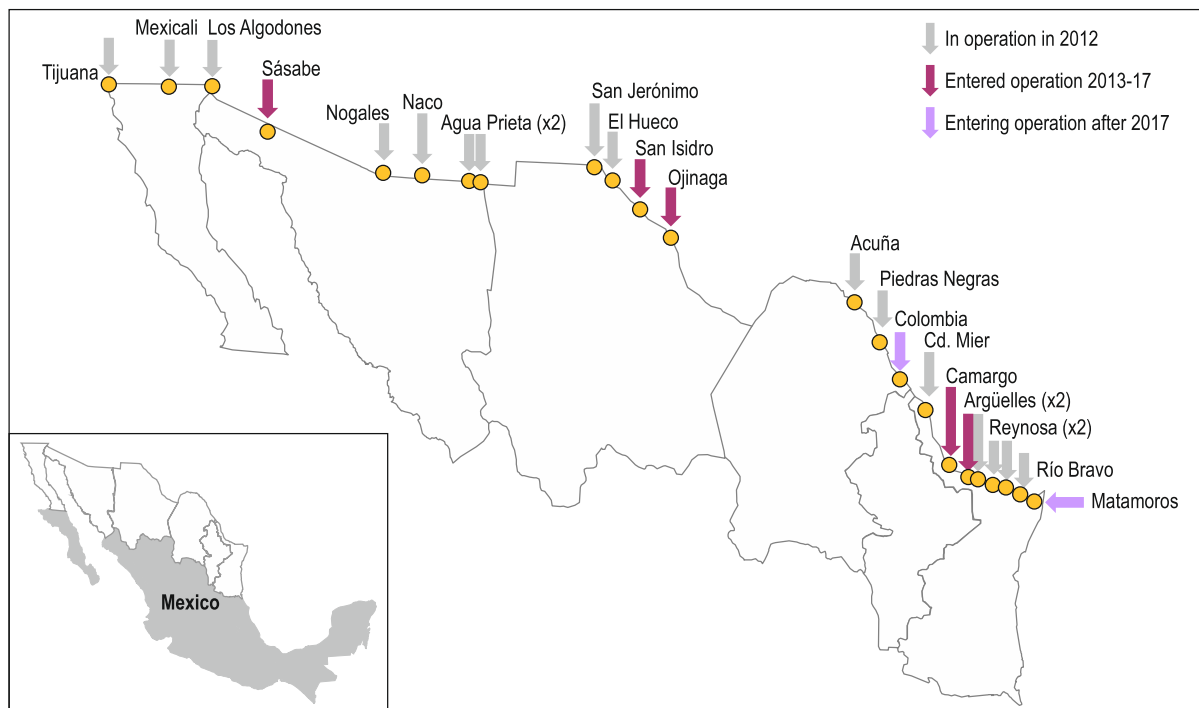 Mexicali
Los Algodones
In operation in 2012
Tijuana
Sásabe
Entered operation 2013-17
Entering operation after 2017
Nogales
Naco
Agua Prieta (x2)
San Jerónimo
El Hueco
San Isidro
Ojinaga
Acuña
Piedras Negras
Colombia
Cd. Mier
Camargo
Argüelles (x2)
Reynosa (x2)
Río Bravo
Matamoros
Mexico